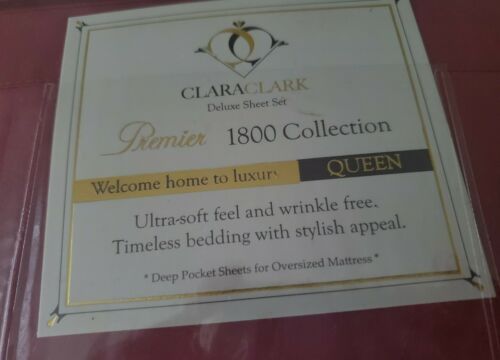 CLARACLARK
Deluxe Sheet Set
Premier 1800 Collection
Welcome home to luxury QUEEN
Ultra-soft feel and wrinkle free.
Timeless bedding with stylish appeal.
* Deep Pocket Sheets for Oversized Mattress *